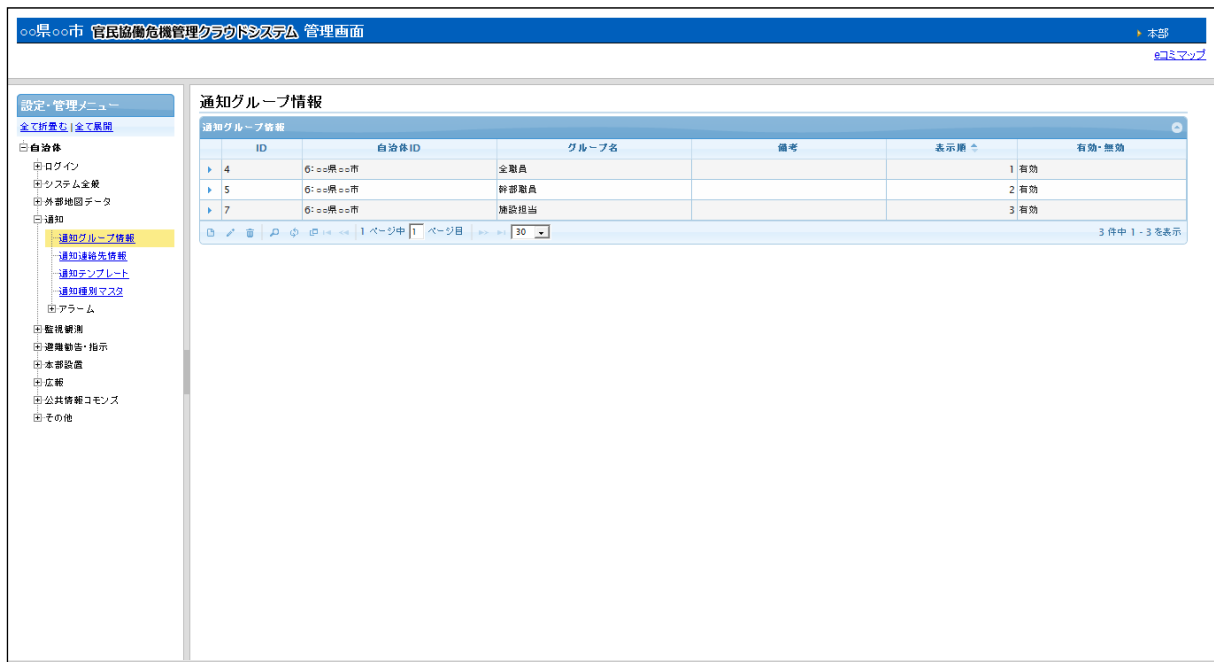 ○○県○○市 官民協働危機管理クラウドシステム 管理画面
本部
eコミマップ
設定・管理メニュー
全て折畳む | 全て展開
自治体
ログイン
システム全般
外部地図データ
通知
通知グループ情報
通知連絡先情報
通知テンプレート
通知種別マスタ
アラーム
監視観測
避難勧告・指示
本部設置
広報
公共情報コモンズ
その他
通知グループ情報
通知グループ情報
ID 自治体ID グループ名 備考 表示順 有効・無効
4 6:○○県○○市 全職員 1 有効
5 6:○○県○○市 幹部職員 2 有効
7 6:○○県○○市 施設担当 3 有効
1 ページ中 1 ページ目 30 3 件中 1 - 3 を表示